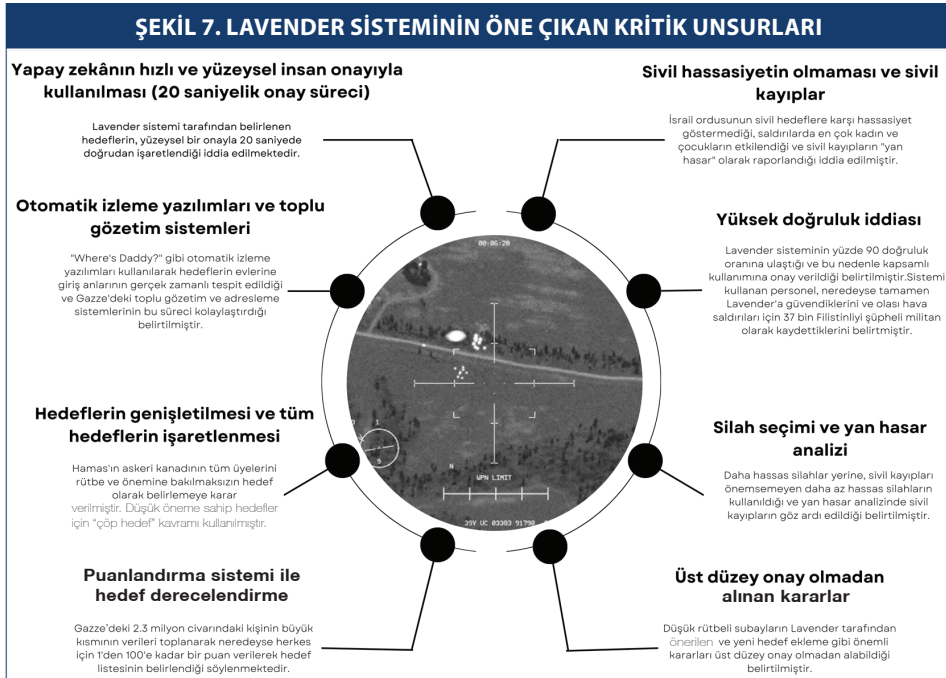 ŞEKİL 7. LAVENDER SİSTEMİNİN ÖNE ÇIKAN KRİTİK UNSURLARI
Yapay zekânın hızlı ve yüzeysel insan onayıyla
kullanılması (20 saniyelik onay süreci)
Lavender sistemi tarafından belirlenen
hedeflerin, yüzeysel bir onayla 20 saniyede
doğrudan işaretlendiği iddia edilmektedir.
Otomatik izleme yazılımları ve toplu
gözetim sistemleri
"Where's Daddy?" gibi otomatik izleme
yazılımları kullanılarak hedeflerin evlerine
giriş anlarının gerçek zamanlı tespit edildiği
ve Gazze'deki toplu gözetim ve adresleme
sistemlerinin bu süreci kolaylaştırdığı
belirtilmiştir.
Hedeflerin genişletilmesi ve tüm
hedeflerin işaretlenmesi
Hamas'ın askeri kanadının tüm üyelerini
rütbe ve önemine bakılmaksızın hedef
olarak belirlemeye karar
verilmiştir. Düşük öneme sahip hedefler
için "çöp hedef" kavramı kullanılmıştır.
Puanlandırma sistemi ile
hedef derecelendirme
Gazze'deki 2.3 milyon civarındaki kişinin büyük
kısmının verileri toplanarak neredeyse herkes
için 1'den 100'e kadar bir puan verilerek hedef
listesinin belirlendiği söylenmektedir.
Sivil hassasiyetin olmaması ve sivil
kayıplar
İsrail ordusunun sivil hedeflere karşı hassasiyet
göstermediği, saldırılarda en çok kadın ve
çocukların etkilendiği ve sivil kayıpların "yan
hasar" olarak raporlandığı iddia edilmiştir.
Yüksek doğruluk iddiası
Lavender sisteminin yüzde 90 doğruluk
oranına ulaştığı ve bu nedenle kapsamlı
kullanımına onay verildiği belirtilmiştir.Sistemi
kullanan personel, neredeyse tamamen
Lavender'a güvendiklerini ve olası hava
saldırıları için 37 bin Filistinliyi şüpheli militan
olarak kaydettiklerini belirtmiştir.
Silah seçimi ve yan hasar
analizi
Daha hassas silahlar yerine, sivil kayıpları
önemsemeyen daha az hassas silahların
kullanıldığı ve yan hasar analizinde sivil
kayıpların göz ardı edildiği belirtilmiştir.
Üst düzey onay olmadan
alınan kararlar
Düşük rütbeli subayların Lavender tarafından
önerilen ve yeni hedef ekleme gibi önemli
kararları üst düzey onay olmadan alabildiği
belirtilmiştir.
00:06:20
N
WPN LIMIT